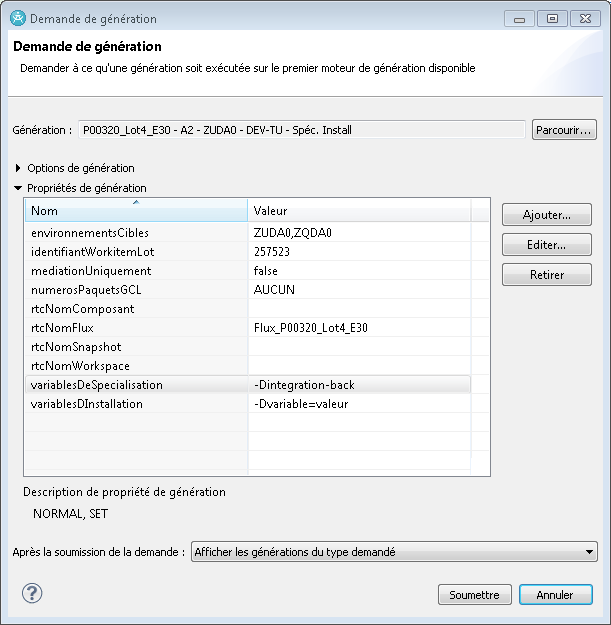 Demande de génération
Demande de génération
Demander à ce qu'une génération soit exécutée sur le premier moteur de génération disponible
Génération : P00320_Lot4_E30 - A2 - ZUDA0 - DEV-TU - Spéc. Install Parcourir...
Options de génération
Propriétés de génération
Nom Valeur
Ajouter...
environnementsCibles ZUDA0,ZQDA0
Editer...
identifiantWorkitemLot 257523
mediationUniquement false
Retirer
numerosPaquetsGCL AUCUN
rtcNomComposant
rtcNomFlux Flux_P00320_Lot4_E30
rtcNomSnapshot
rtcNomWorkspace
variablesDeSpecialisation -Dintegration-back
variablesDInstallation -Dvariable=valeur
Description de propriété de génération
NORMAL, SET
Après la soumission de la demande : Afficher les générations du type demandé
? Soumettre Annuler